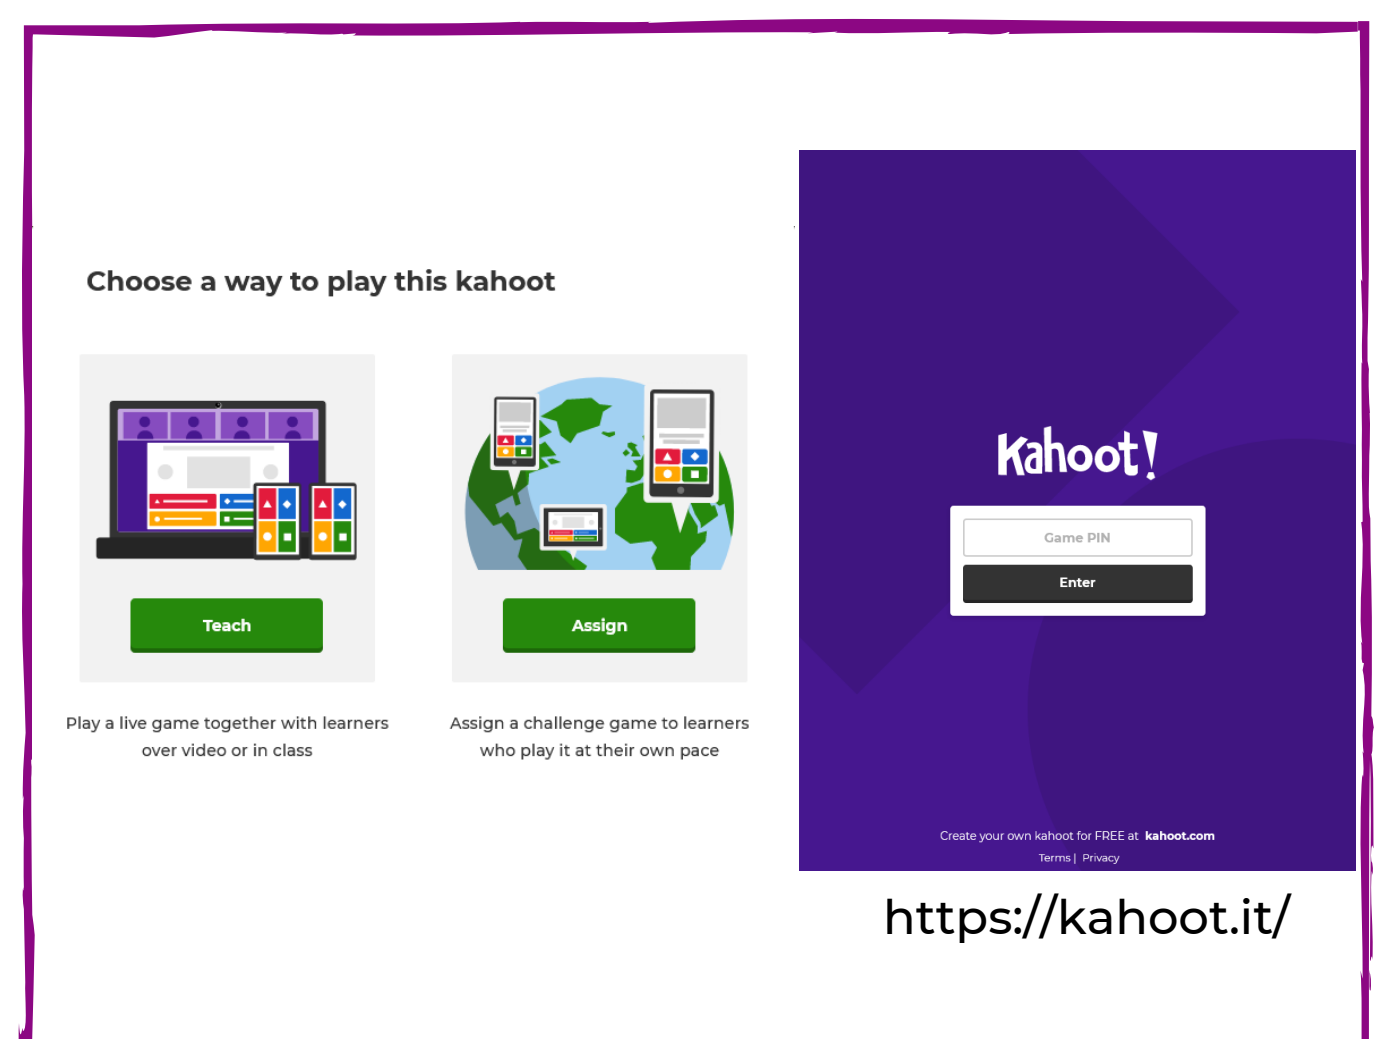 Choose a way to play this kahoot
Teach
Play a live game together with learners
over video or in class
Assign
Assign a challenge game to learners
who play it at their own pace
Kahoot!
Game PIN
Enter
Create your own kahoot for FREE at kahoot.com
Terms | Privacy
https://kahoot.it/